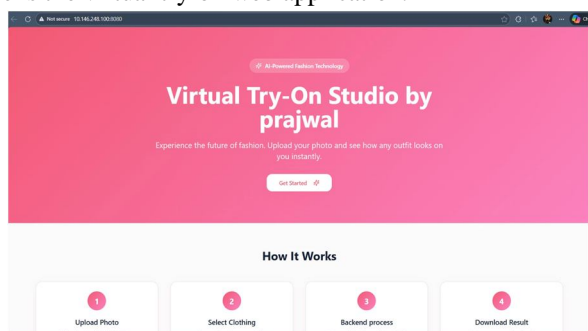 Not secure 10.146.248.100:8080
AI-Powered Fashion Technology
Virtual Try-On Studio by
prajwal
Experience the future of fashion. Upload your photo and see how any outfit looks on
you instantly.
Get Started
How It Works
1 2 3 4
Upload Photo Select Clothing Backend process Download Result